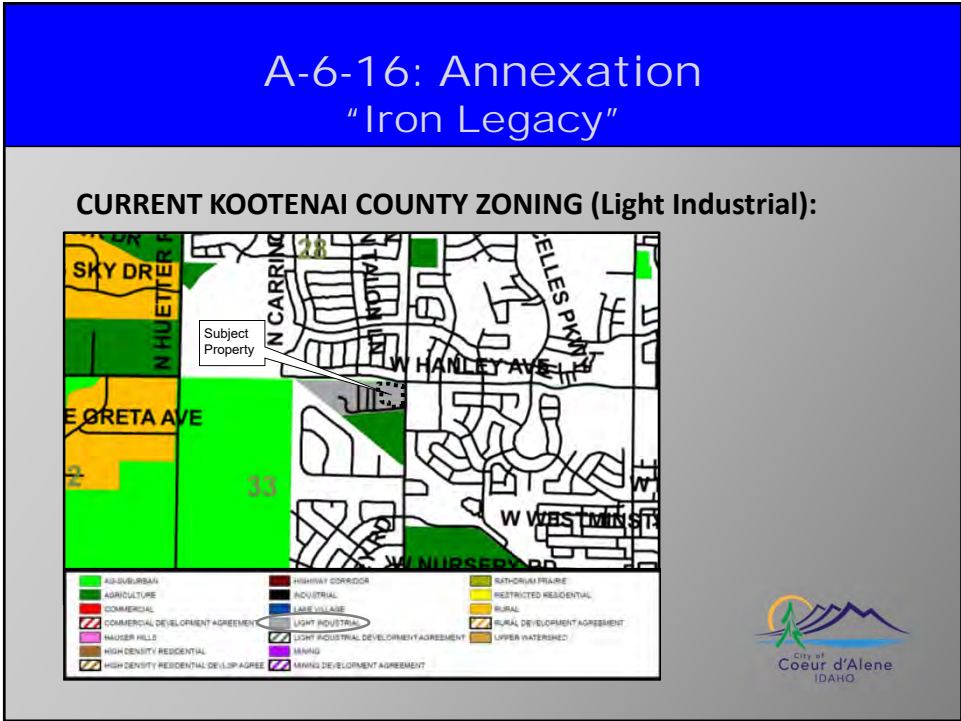 A-6-16: Annexation
"Iron Legacy"
CURRENT KOOTENAI COUNTY ZONING (Light Industrial):
SKY DR
N HUETTER
N CARRING
28
N TALON LN
ELLES PKWY
Subject
Property
W HANLEY AVE
E GRETA AVE
2
33
W WESTMINST
W NURSERY RD
AG-SUBURBAN
AGRICULTURE
COMMERCIAL
COMMERCIAL DEVELOPMENT AGREEMENT
HAUSER HILLS
HIGH DENSITY RESIDENTIAL
HIGH DENSITY RESIDENTIAL DEVLOP AGREE
HIGHWAY CORRIDOR
INDUSTRIAL
LAKE VILLAGE
LIGHT INDUSTRIAL
LIGHT INDUSTRIAL DEVELOPMENT AGREEMENT
MINING
MINING DEVELOPMENT AGREEMENT
RATHDRUM PRAIRIE
RESTRICTED RESIDENTIAL
RURAL
RURAL DEVELOPMENT AGREEMENT
UPPER WATERSHED
City of
Coeur d'Alene
IDAHO